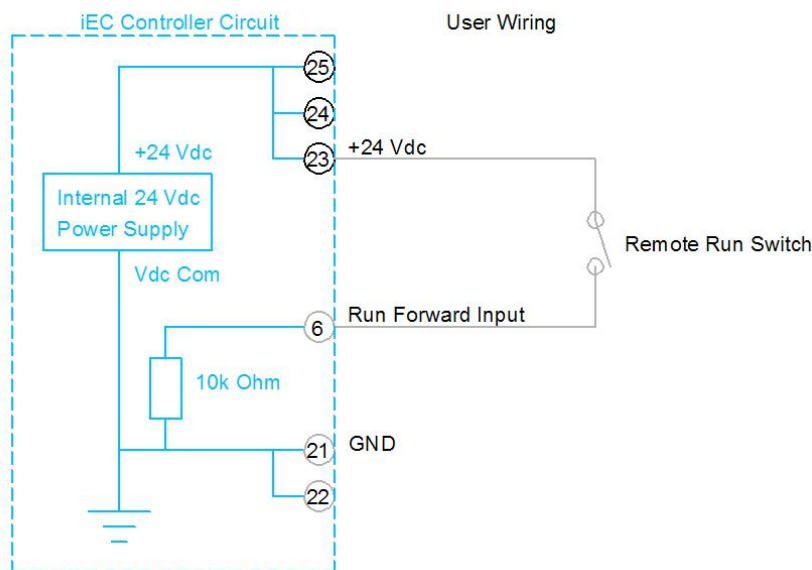 iEC Controller Circuit
User Wiring
25
24
23
+24 Vdc
+24 Vdc
Internal 24 Vdc
Power Supply
Remote Run Switch
Vdc Com
6
Run Forward Input
10k Ohm
21
GND
22